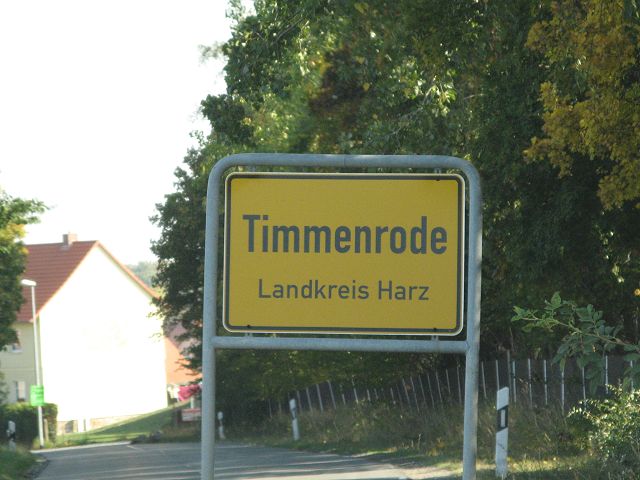 Timmenrode
Landkreis Harz